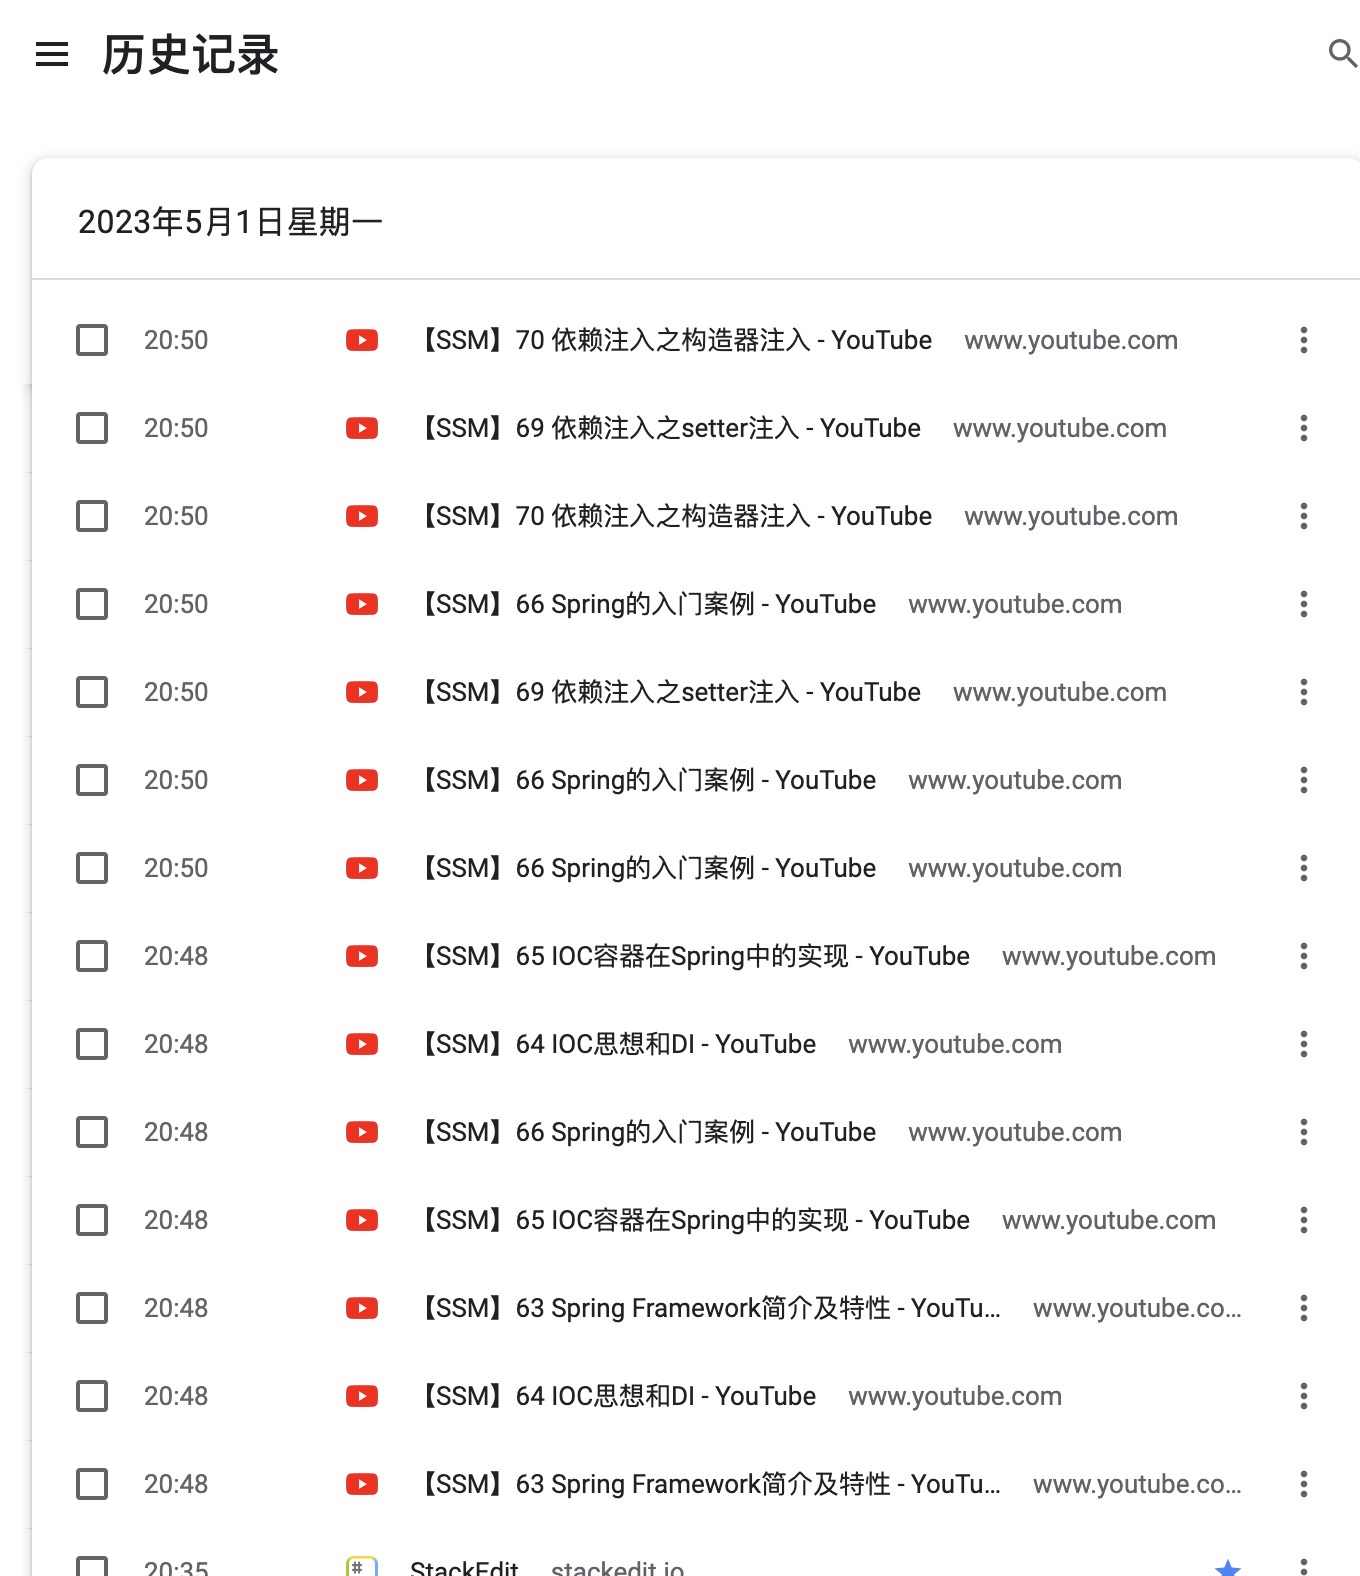 历史记录
2023年5月1日星期一
20:50 【SSM】70 依赖注入之构造器注入 - YouTube www.youtube.com
20:50 【SSM】69 依赖注入之setter注入 - YouTube www.youtube.com
20:50 【SSM】70 依赖注入之构造器注入 - YouTube www.youtube.com
20:50 【SSM】66 Spring的入门案例 - YouTube www.youtube.com
20:50 【SSM】69 依赖注入之setter注入 - YouTube www.youtube.com
20:50 【SSM】66 Spring的入门案例 - YouTube www.youtube.com
20:50 【SSM】66 Spring的入门案例 - YouTube www.youtube.com
20:48 【SSM】65 IOC容器在Spring中的实现 - YouTube www.youtube.com
20:48 【SSM】64 IOC思想和DI - YouTube www.youtube.com
20:48 【SSM】66 Spring的入门案例 - YouTube www.youtube.com
20:48 【SSM】65 IOC容器在Spring中的实现 - YouTube www.youtube.com
20:48 【SSM】63 Spring Framework简介及特性 - YouTu... www.youtube.co...
20:48 【SSM】64 IOC思想和DI - YouTube www.youtube.com
20:48 【SSM】63 Spring Framework简介及特性 - YouTu... www.youtube.co...
20:35 StackEdit stackedit.io